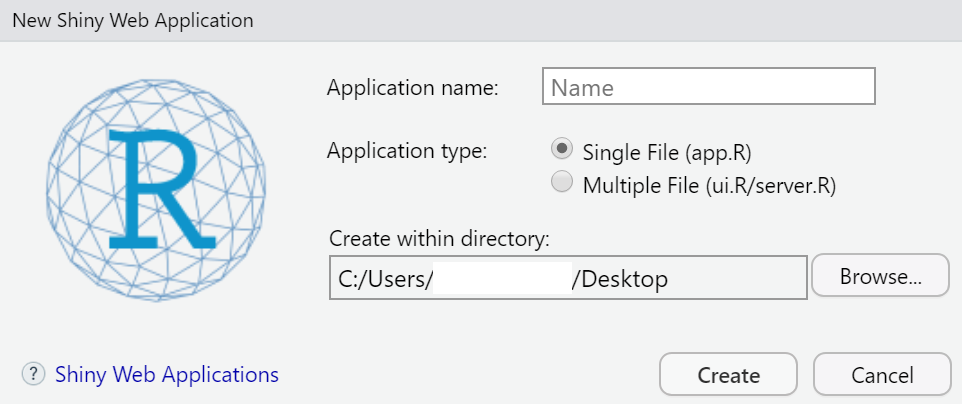 New Shiny Web Application
R
Application name: Name
Application type: Single File (app.R)
Multiple File (ui.R/server.R)
Create within directory:
C:/Users/ /Desktop Browse...
? Shiny Web Applications Create Cancel